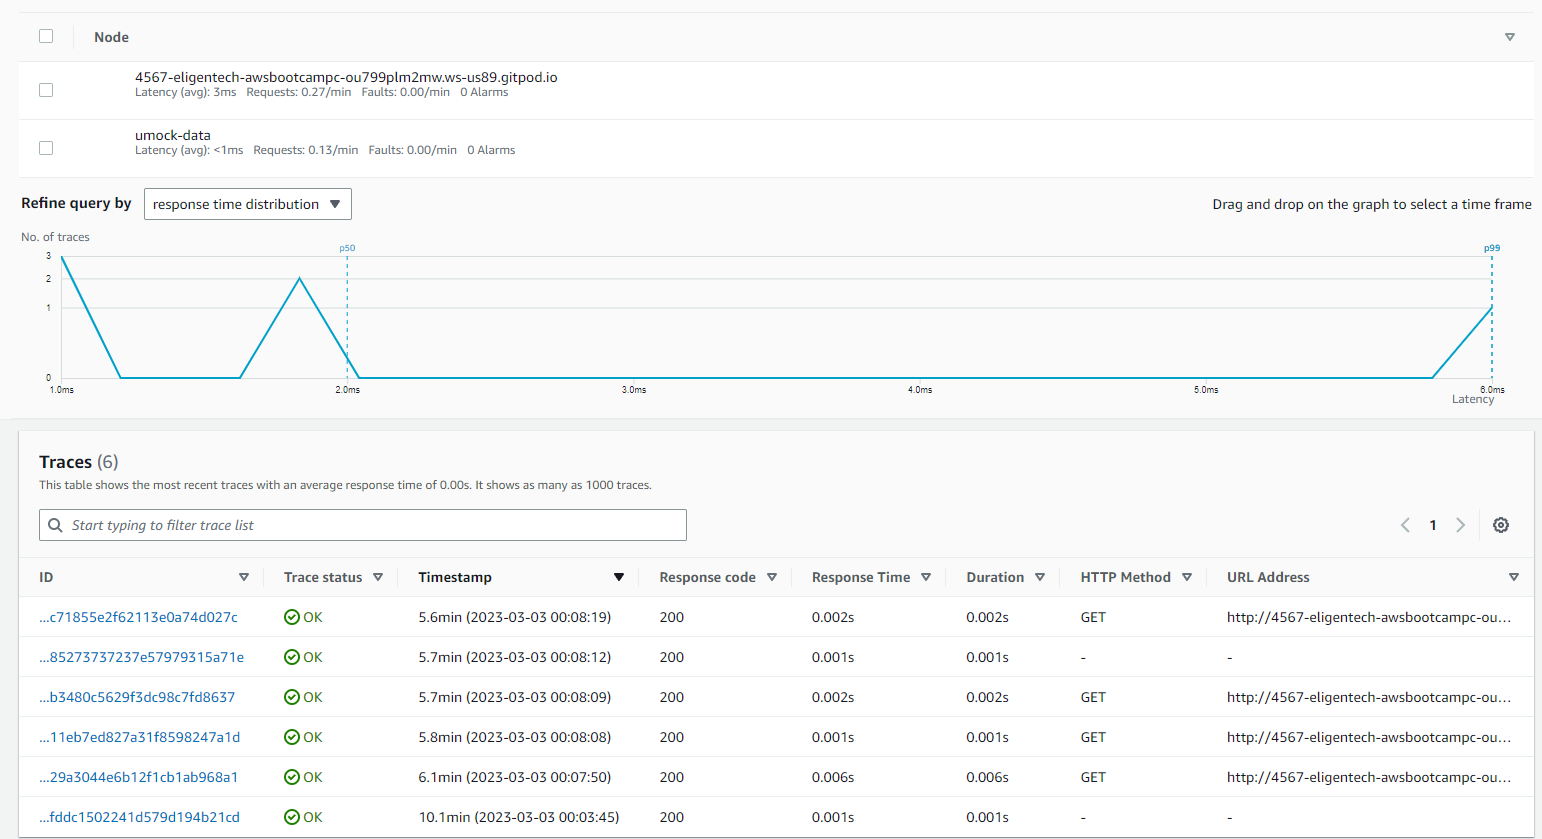 Node
4567-eligentech-awsbootcampc-ou799plm2mw.ws-us89.gitpod.io
Latency (avg): 3ms Requests: 0.27/min Faults: 0.00/min 0 Alarms
umock-data
Latency (avg): <1ms Requests: 0.13/min Faults: 0.00/min 0 Alarms
Refine query by response time distribution Drag and drop on the graph to select a time frame
No. of traces
p50 p99
3
2
1
0
1.0ms 2.0ms 3.0ms 4.0ms 5.0ms 6.0ms
Latency
Traces (6)
This table shows the most recent traces with an average response time of 0.00s. It shows as many as 1000 traces.
Start typing to filter trace list 1
ID Trace status Timestamp Response code Response Time Duration HTTP Method URL Address
...c71855e2f62113e0a74d027c OK 5.6min (2023-03-03 00:08:19) 200 0.002s 0.002s GET http://4567-eligentech-awsbootcampc-ou...
...85273737237e57979315a71e OK 5.7min (2023-03-03 00:08:12) 200 0.001s 0.001s - -
...b3480c5629f3dc98c7fd8637 OK 5.7min (2023-03-03 00:08:09) 200 0.002s 0.002s GET http://4567-eligentech-awsbootcampc-ou...
...11eb7ed827a31f8598247a1d OK 5.8min (2023-03-03 00:08:08) 200 0.001s 0.001s GET http://4567-eligentech-awsbootcampc-ou...
...29a3044e6b12f1cb1ab968a1 OK 6.1min (2023-03-03 00:07:50) 200 0.006s 0.006s GET http://4567-eligentech-awsbootcampc-ou...
...fddc1502241d579d194b21cd OK 10.1min (2023-03-03 00:03:45) 200 0.001s 0.001s - -